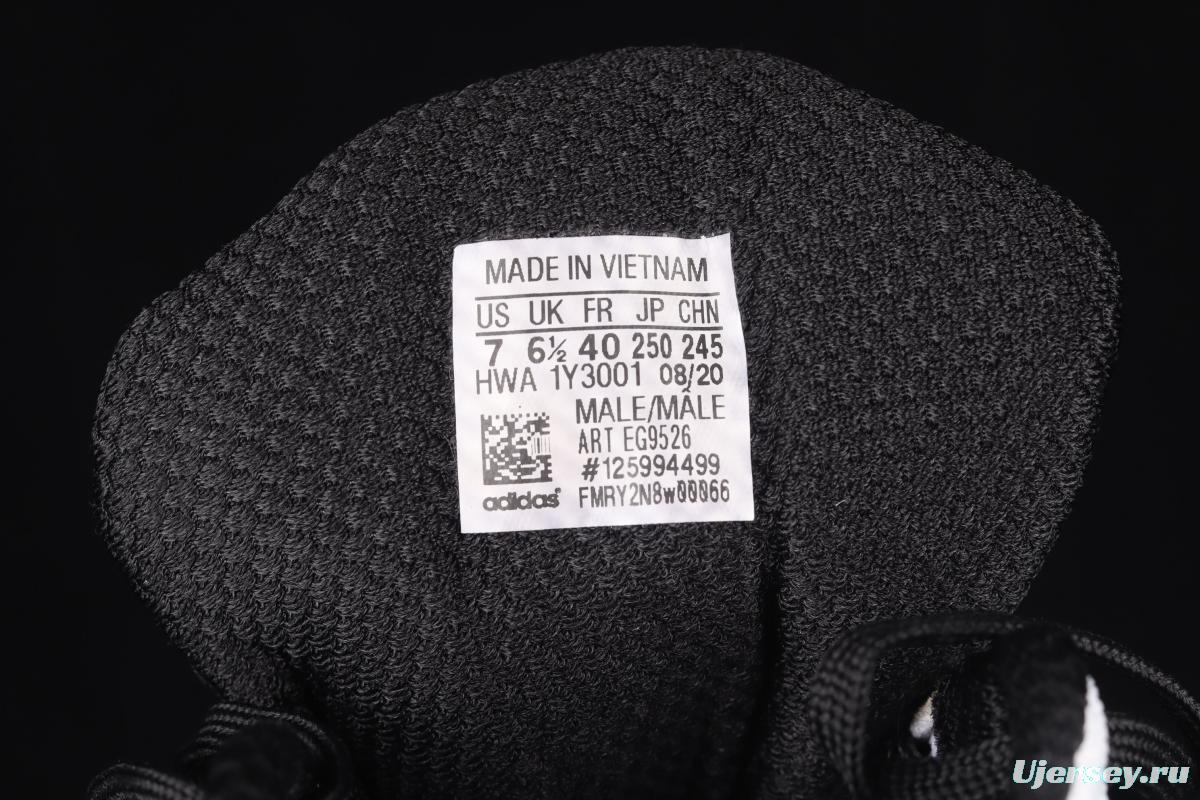 MADE IN VIETNAM
US UK FR JP CHN
7 6½ 40 250 245
HWA 1Y3001 08/20
MALE/MÂLE
ART EG9526
#125994499
adidas FMRY2N8w00066
Ujersey.ru